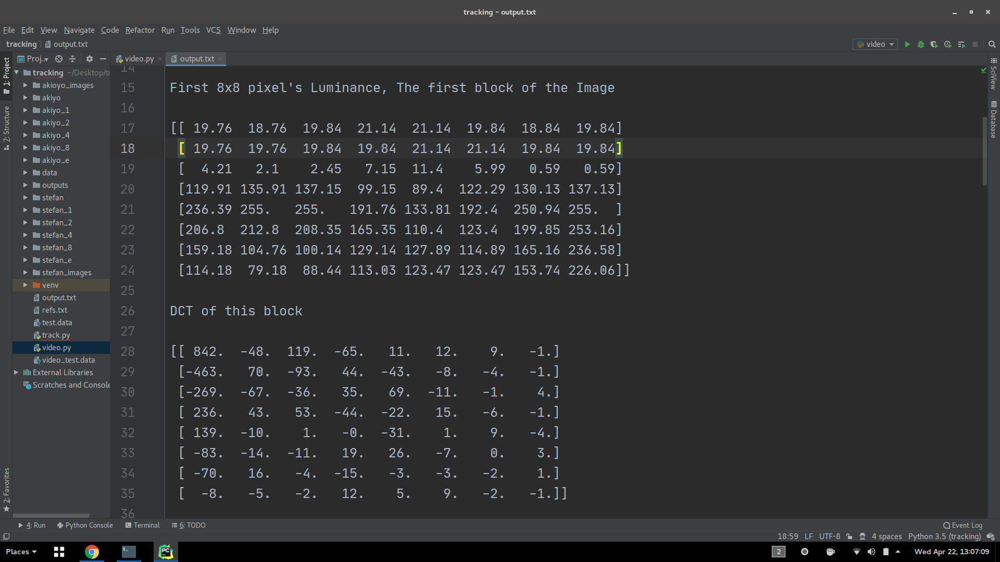 tracking – output.txt
File Edit View Navigate Code Refactor Run Tools VCS Window Help
tracking output.txt video
1: Project
7: Structure
2: Favorites
Proj..
tracking ~/Desktop/tr
akioyo_images
akiyo
akiyo_1
akiyo_2
akiyo_4
akiyo_8
akiyo_e
data
outputs
stefan
stefan_1
stefan_2
stefan_4
stefan_8
stefan_e
stefan_images
venv
output.txt
refs.txt
test.data
track.py
video.py
video_test.data
External Libraries
Scratches and Console
video.py output.txt
14
15 First 8x8 pixel's Luminance, The first block of the Image
16
17 [[ 19.76 18.76 19.84 21.14 21.14 19.84 18.84 19.84]
18 [ 19.76 19.76 19.84 19.84 21.14 21.14 19.84 19.84]
19 [ 4.21 2.1 2.45 7.15 11.4 5.99 0.59 0.59]
20 [119.91 135.91 137.15 99.15 89.4 122.29 130.13 137.13]
21 [236.39 255. 255. 191.76 133.81 192.4 250.94 255. ]
22 [206.8 212.8 208.35 165.35 110.4 123.4 199.85 253.16]
23 [159.18 104.76 100.14 129.14 127.89 114.89 165.16 236.58]
24 [114.18 79.18 88.44 113.03 123.47 123.47 153.74 226.06]]
25
26 DCT of this block
27
28 [[ 842. -48. 119. -65. 11. 12. 9. -1.]
29 [-463. 70. -93. 44. -43. -8. -4. -1.]
30 [-269. -67. -36. 35. 69. -11. -1. 4.]
31 [ 236. 43. 53. -44. -22. 15. -6. -1.]
32 [ 139. -10. 1. -0. -31. 1. 9. -4.]
33 [ -83. -14. -11. 19. 26. -7. 0. 3.]
34 [ -70. 16. -4. -15. -3. -3. -2. 1.]
35 [ -8. -5. -2. 12. 5. 9. -2. -1.]]
36
SciView
Database
4: Run Python Console Terminal 6: TODO Event Log
18:59 LF UTF-8 4 spaces Python 3.5 (tracking)
Places PC 2 Wed Apr 22, 13:07:09